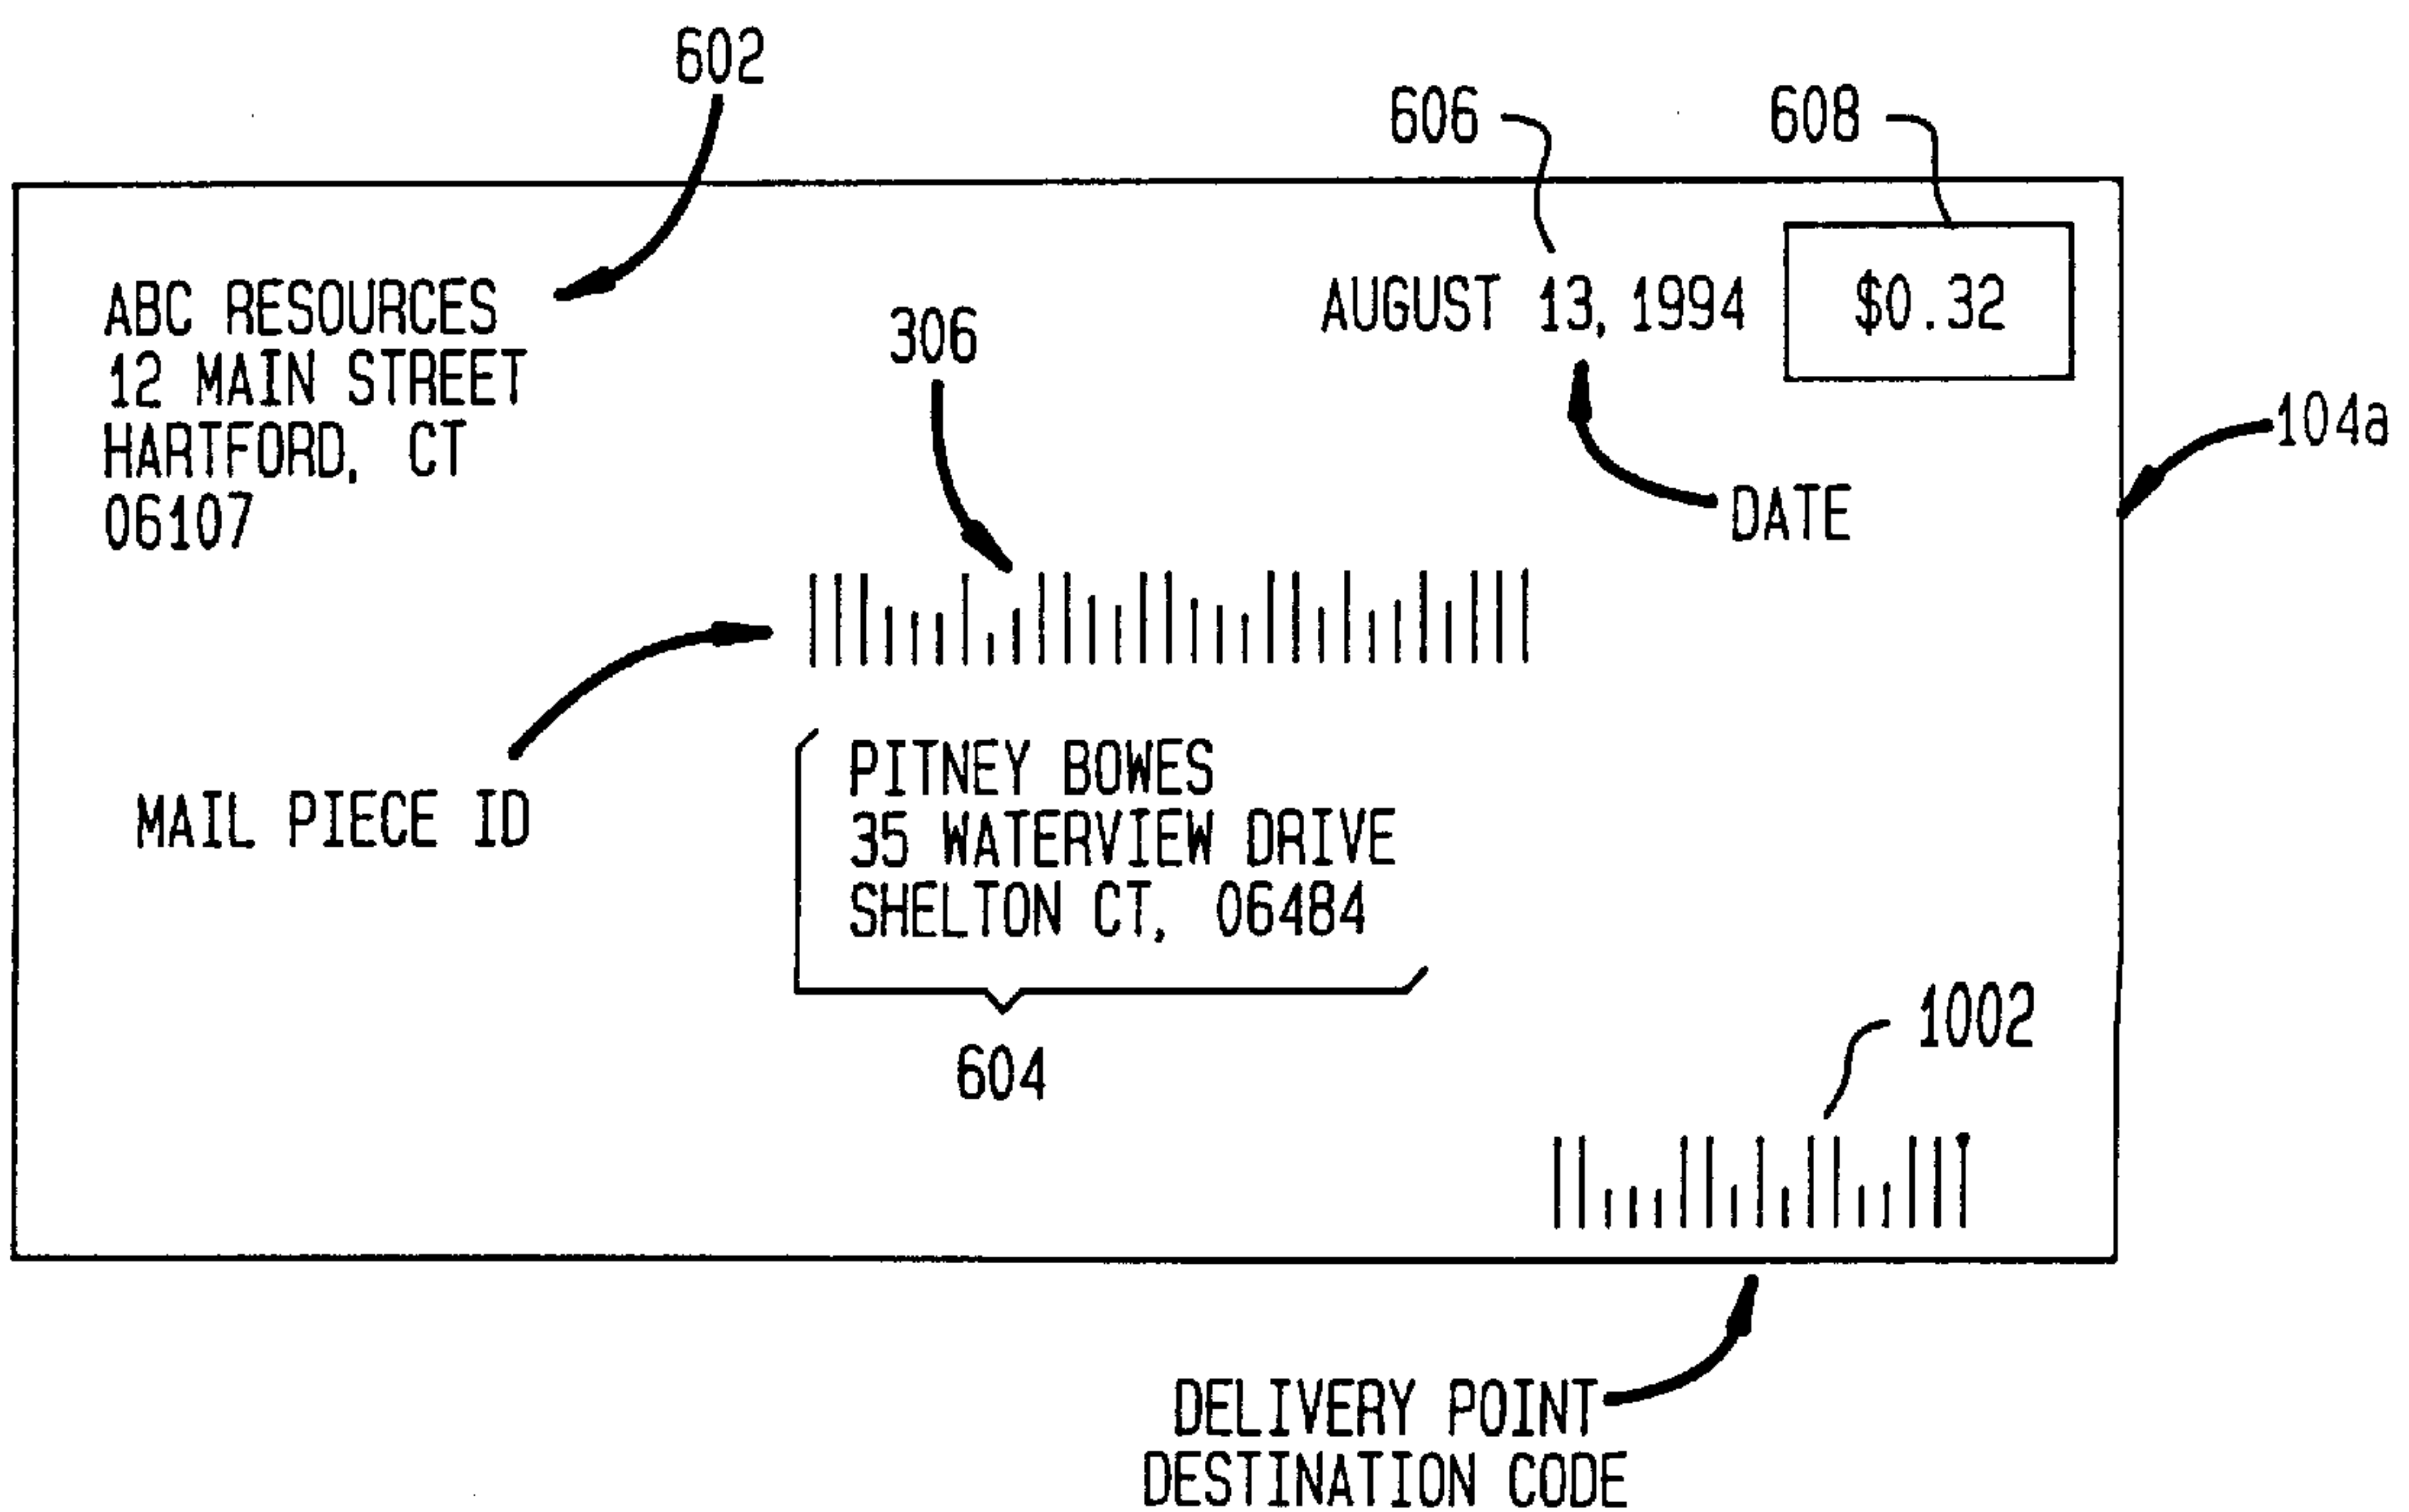 602
606
608
ABC RESOURCES
12 MAIN STREET
HARTFORD, CT
06107
306
AUGUST 13, 1994
$0.32
104a
DATE
MAIL PIECE ID
PITNEY BOWES
35 WATERVIEW DRIVE
SHELTON CT, 06484
604
1002
DELIVERY POINT
DESTINATION CODE